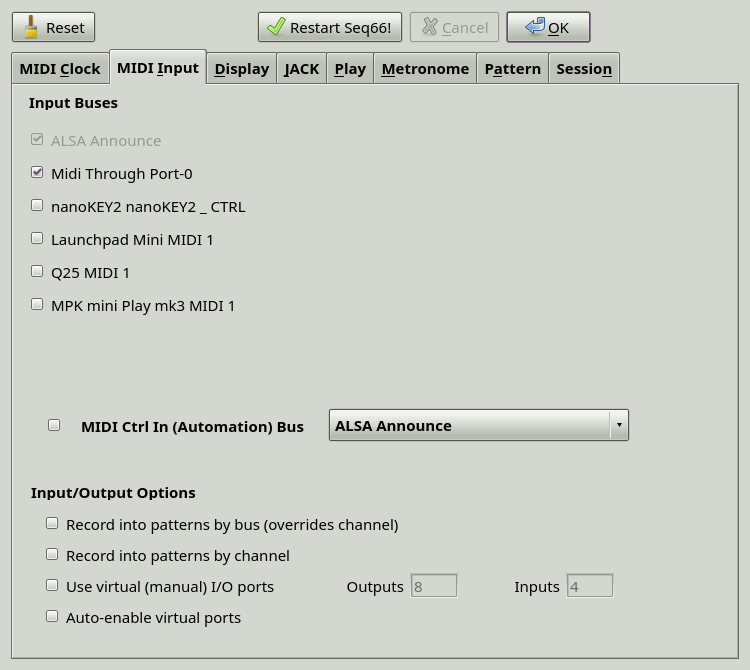 Reset Restart Seq66! Cancel OK
MIDI Clock MIDI Input Display JACK Play Metronome Pattern Session
Input Buses
ALSA Announce
Midi Through Port-0
nanoKEY2 nanoKEY2 _ CTRL
Launchpad Mini MIDI 1
Q25 MIDI 1
MPK mini Play mk3 MIDI 1
MIDI Ctrl In (Automation) Bus ALSA Announce
Input/Output Options
Record into patterns by bus (overrides channel)
Record into patterns by channel
Use virtual (manual) I/O ports Outputs 8 Inputs 4
Auto-enable virtual ports